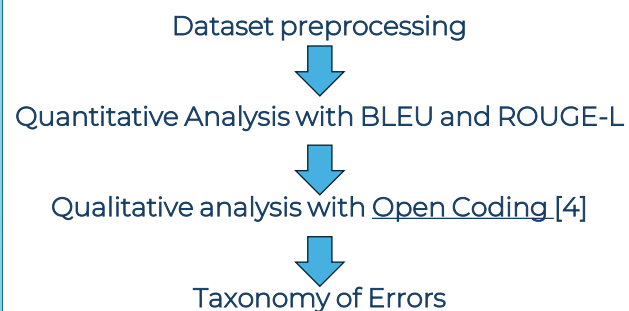 Dataset preprocessing
Quantitative Analysis with BLEU and ROUGE-L
Qualitative analysis with Open Coding [4]
Taxonomy of Errors